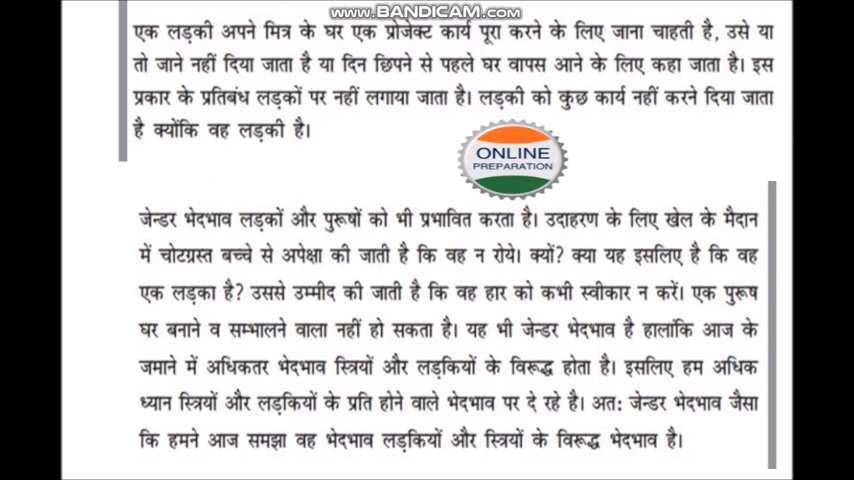 www.BANDICAM.com
एक लड़की अपने मित्र के घर एक प्रोजेक्ट कार्य पूरा करने के लिए जाना चाहती है, उसे या
तो जाने नहीं दिया जाता है या दिन छिपने से पहले घर वापस आने के लिए कहा जाता है। इस
प्रकार के प्रतिबंध लड़कों पर नहीं लगाया जाता है। लड़की को कुछ कार्य नहीं करने दिया जाता
है क्योंकि वह लड़की है।
ONLINE
PREPARATION
जेन्डर भेदभाव लड़कों और पुरूषों को भी प्रभावित करता है। उदाहरण के लिए खेल के मैदान
में चोटग्रस्त बच्चे से अपेक्षा की जाती है कि वह न रोये। क्यों? क्या यह इसलिए है कि वह
एक लड़का है? उससे उम्मीद की जाती है कि वह हार को कभी स्वीकार न करें। एक पुरूष
घर बनाने व सम्भालने वाला नहीं हो सकता है। यह भी जेन्डर भेदभाव है हालांकि आज के
जमाने में अधिकतर भेदभाव स्त्रियों और लड़कियों के विरूद्ध होता है। इसलिए हम अधिक
ध्यान स्त्रियों और लड़कियों के प्रति होने वाले भेदभाव पर दे रहे है। अत: जेन्डर भेदभाव जैसा
कि हमने आज समझा वह भेदभाव लड़कियों और स्त्रियों के विरूद्ध भेदभाव है।